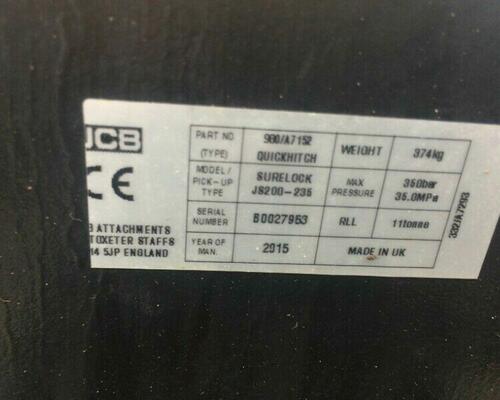 JCB
CE
B ATTACHMENTS
TOXETER STAFFS
14 5JP ENGLAND
PART NO. 980/A7152 WEIGHT 374kg
(TYPE) QUICKHITCH
MODEL/ SURELOCK MAX 350bar
PICK-UP JS200-235 PRESSURE 35.0MPa
TYPE
SERIAL B0027953 RLL 11tonne
NUMBER
YEAR OF 2015 MADE IN UK
MAN.
332/A7293